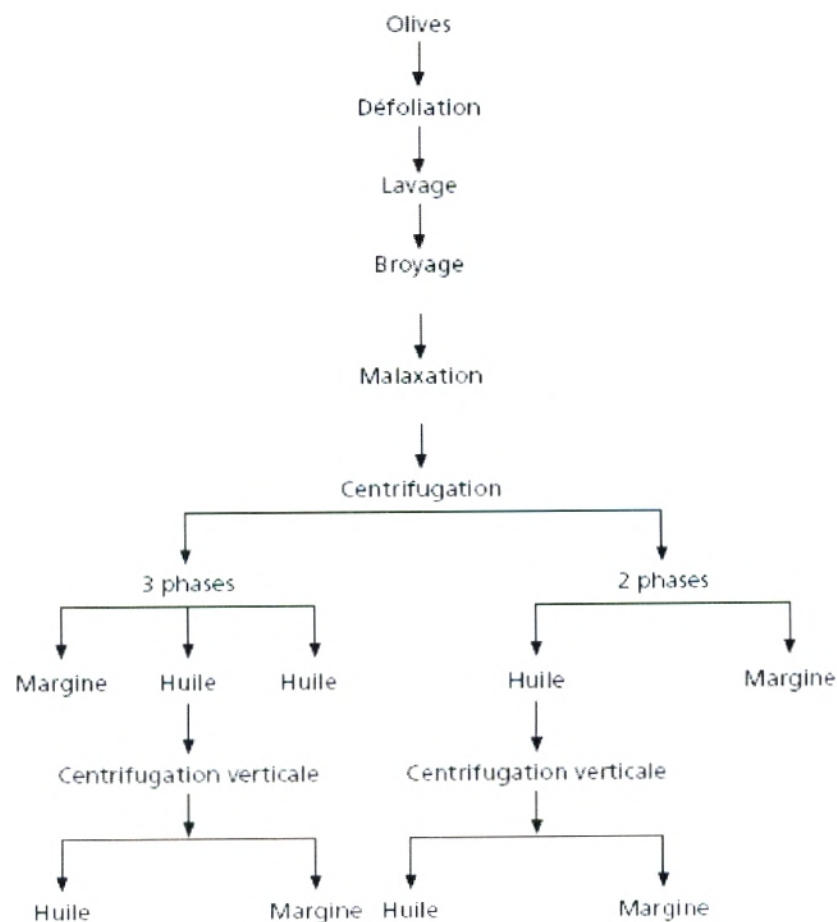 Olives
Défoliation
Lavage
Broyage
Malaxation
Centrifugation
3 phases 2 phases
Margine Huile Huile Huile Margine
Centrifugation verticale Centrifugation verticale
Huile Margine Huile Margine